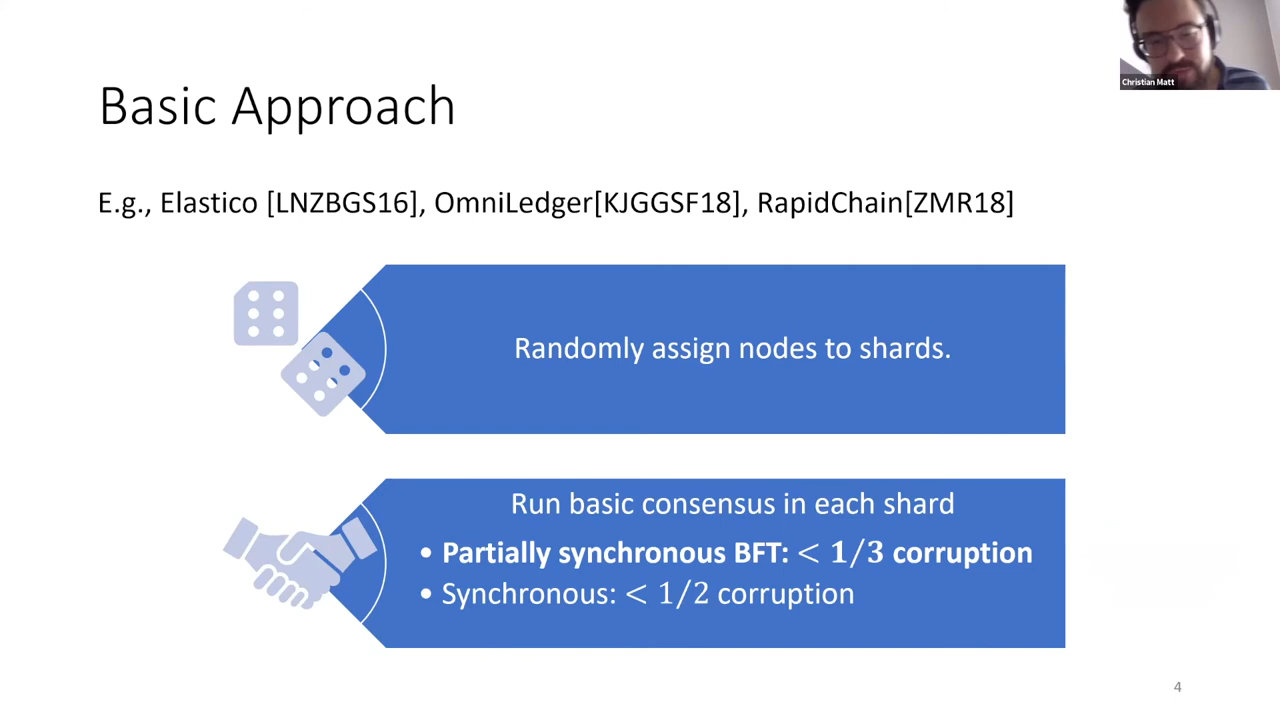 Christian Matt
Basic Approach
E.g., Elastico [LNZBGS16], OmniLedger[KJGGSF18], RapidChain[ZMR18]
Randomly assign nodes to shards.
Run basic consensus in each shard
• Partially synchronous BFT: < 1/3 corruption
• Synchronous: < 1/2 corruption
4